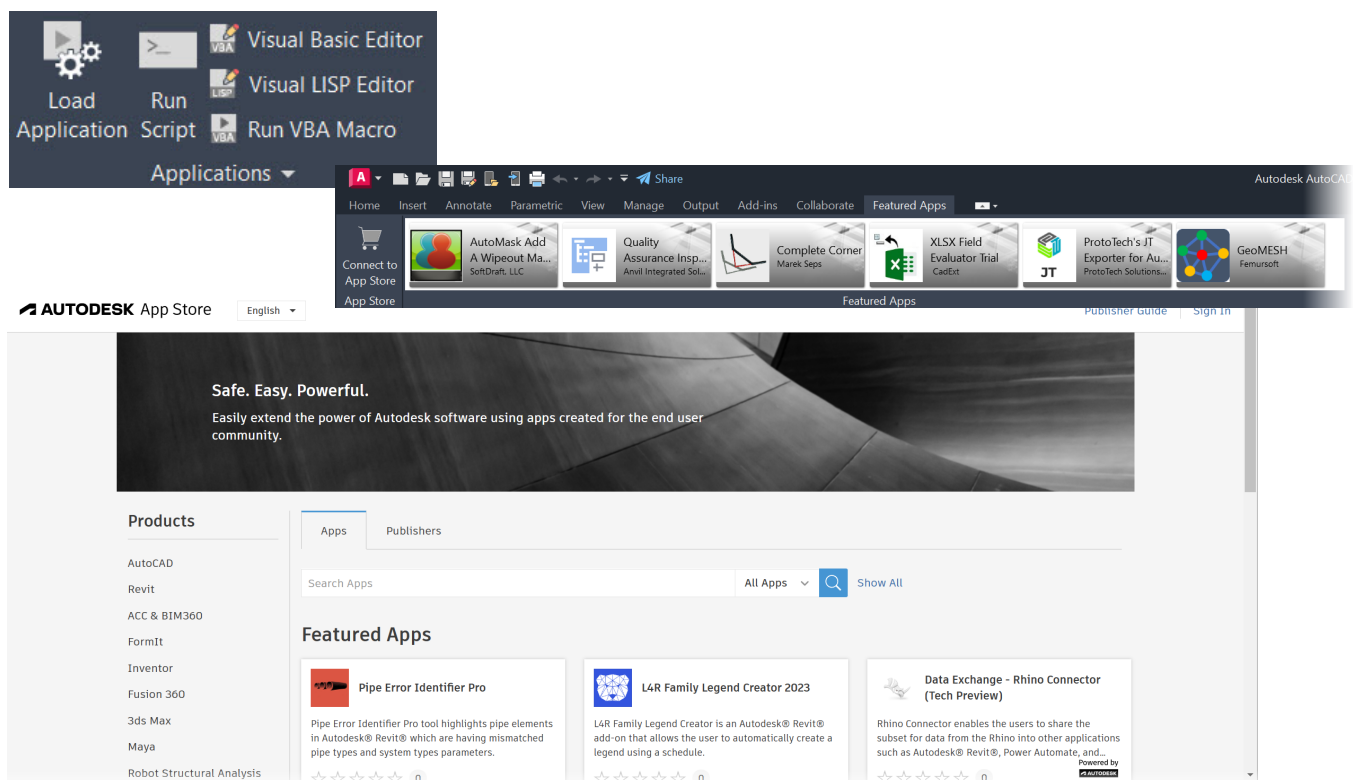 Load
Application
Run
Script
VBA
Visual Basic Editor
LISP
Visual LISP Editor
VBA
Run VBA Macro
Applications
A
Share
Autodesk AutoCAD
Home Insert Annotate Parametric View Manage Output Add-ins Collaborate Featured Apps
Connect to
App Store
App Store
AutoMask Add
A Wipeout Ma...
SoftDraft, LLC
Quality
Assurance Insp...
Anvil Integrated Sol...
Complete Corner
Marek Seps
XLSX Field
Evaluator Trial
CadExt
JT
ProtoTech's JT
Exporter for Au...
ProtoTech Solutions...
GeoMESH
Femursoft
Featured Apps
AUTODESK App Store
English
Publisher Guide
Sign In
Safe. Easy. Powerful.
Easily extend the power of Autodesk software using apps created for the end user
community.
Products
AutoCAD
Revit
ACC & BIM360
FormIt
Inventor
Fusion 360
3ds Max
Maya
Robot Structural Analysis
Apps
Publishers
Search Apps
All Apps
Show All
Featured Apps
Pipe Error Identifier Pro
Pipe Error Identifier Pro tool highlights pipe elements
in Autodesk® Revit® which are having mismatched
pipe types and system types parameters.
0
L4R Family Legend Creator 2023
L4R Family Legend Creator is an Autodesk® Revit®
add-on that allows the user to automatically create a
legend using a schedule.
0
Data Exchange - Rhino Connector
(Tech Preview)
Rhino Connector enables the users to share the
subset for data from the Rhino into other applications
such as Autodesk® Revit®, Power Automate, and...
Powered by
AUTODESK
0